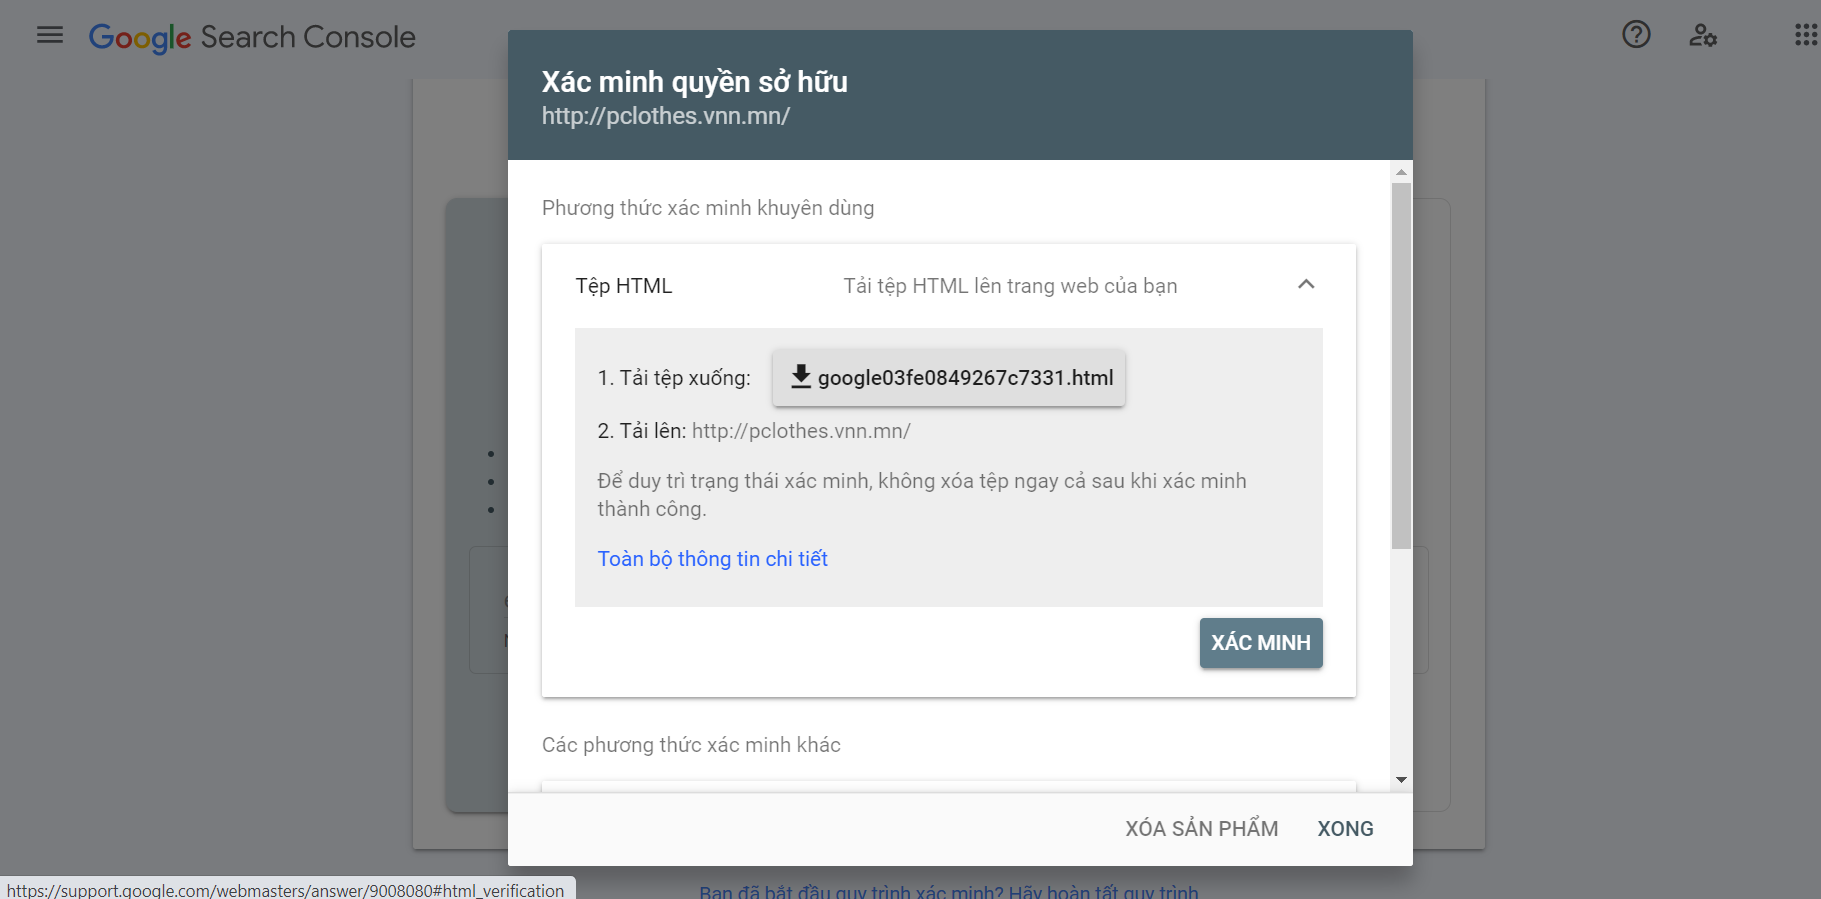 Google Search Console
Xác minh quyền sở hữu
http://pclothes.vnn.mn/
Phương thức xác minh khuyên dùng
Tệp HTML
Tải tệp HTML lên trang web của bạn
1. Tải tệp xuống:
google03fe0849267c7331.html
2. Tải lên: http://pclothes.vnn.mn/
Để duy trì trạng thái xác minh, không xóa tệp ngay cả sau khi xác minh
thành công.
Toàn bộ thông tin chi tiết
XÁC MINH
Các phương thức xác minh khác
XÓA SẢN PHẨM
XONG
https://support.google.com/webmasters/answer/9008080#html_verification
Bạn đã bắt đầu quy trình xác minh? Hãy hoàn tất quy trình